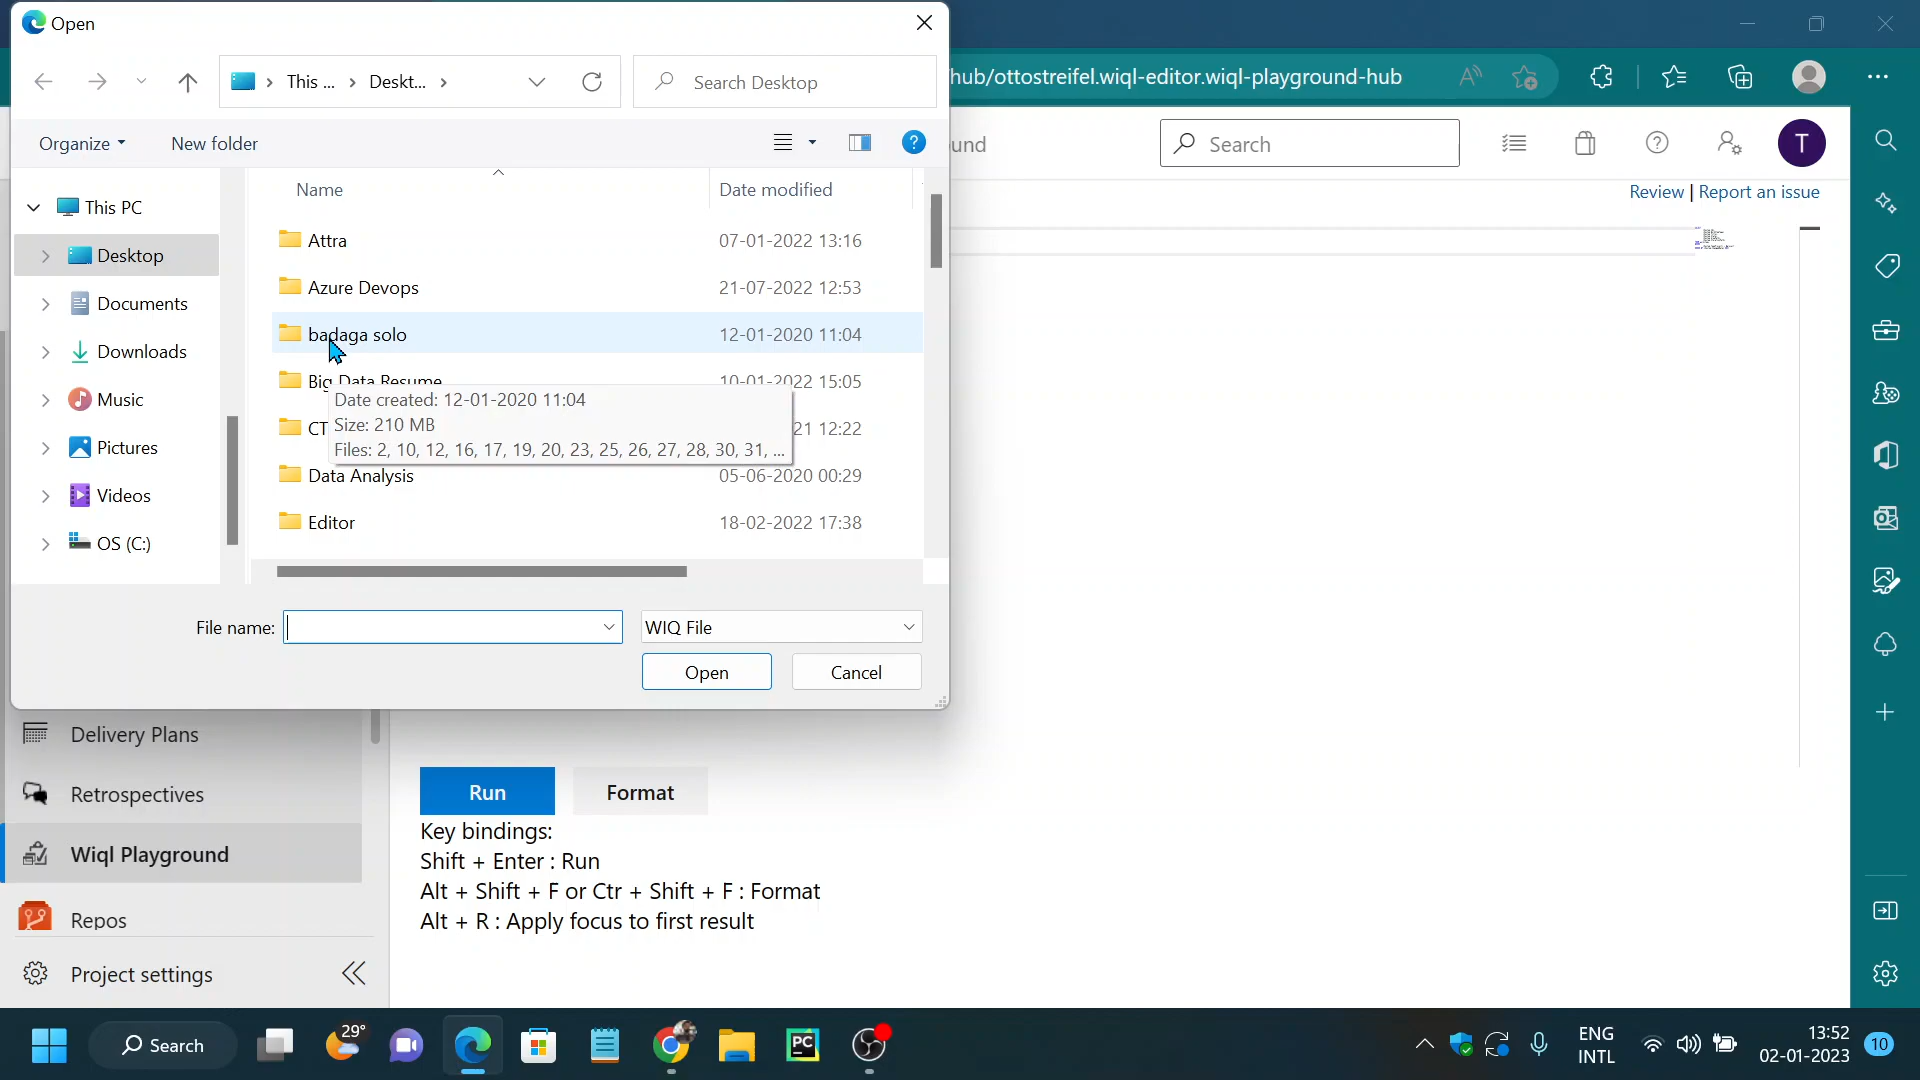 Open
This ...
Deskt...
Search Desktop
hub/ottostreifel.wiql-editor.wiql-playground-hub
Organize
New folder
und
Search
T
Review | Report an issue
Name
Date modified
This PC
Desktop
Documents
Downloads
Music
Pictures
Videos
OS (C:)
Attra
07-01-2022 13:16
Azure Devops
21-07-2022 12:53
badaga solo
12-01-2020 11:04
Big Data Resume
10-01-2022 15:05
CT
21 12:22
Date created: 12-01-2020 11:04
Size: 210 MB
Files: 2, 10, 12, 16, 17, 19, 20, 23, 25, 26, 27, 28, 30, 31, ...
Data Analysis
05-06-2020 00:29
Editor
18-02-2022 17:38
File name:
WIQ File
Open
Cancel
Delivery Plans
Retrospectives
Wiql Playground
Repos
Project settings
Run
Format
Key bindings:
Shift + Enter : Run
Alt + Shift + F or Ctr + Shift + F : Format
Alt + R : Apply focus to first result
Search
29°
PC
ENG
INTL
13:52
02-01-2023
10